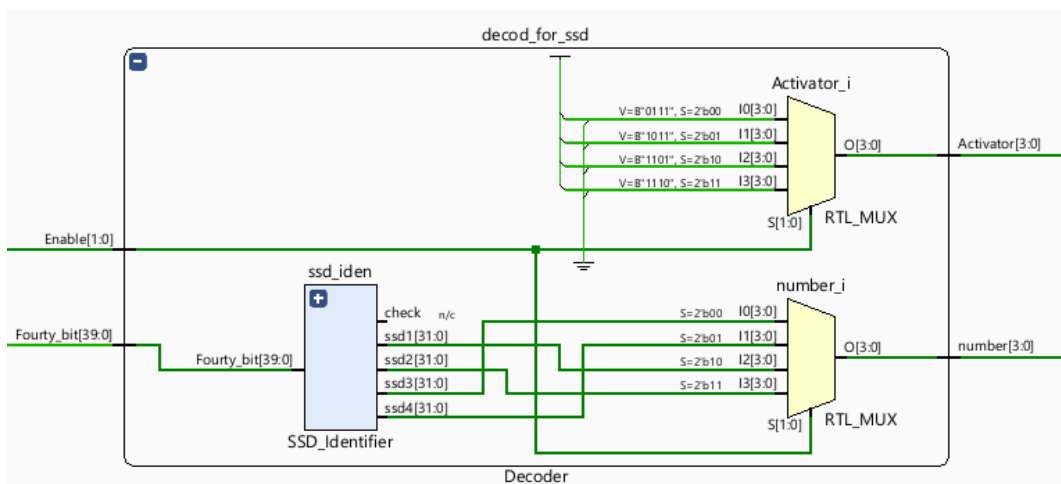 decod_for_ssd
Activator_i
V=B"0111", S=2'b00 I0[3:0]
V=B"1011", S=2'b01 I1[3:0]
V=B"1101", S=2'b10 I2[3:0]
V=B"1110", S=2'b11 I3[3:0]
O[3:0]
Activator[3:0]
S[1:0]
RTL_MUX
Enable[1:0]
ssd_iden
check n/c
ssd1[31:0]
ssd2[31:0]
ssd3[31:0]
ssd4[31:0]
Fourty_bit[39:0]
Fourty_bit[39:0]
SSD_Identifier
number_i
S=2'b00 I0[3:0]
S=2'b01 I1[3:0]
S=2'b10 I2[3:0]
S=2'b11 I3[3:0]
O[3:0]
number[3:0]
S[1:0]
RTL_MUX
Decoder